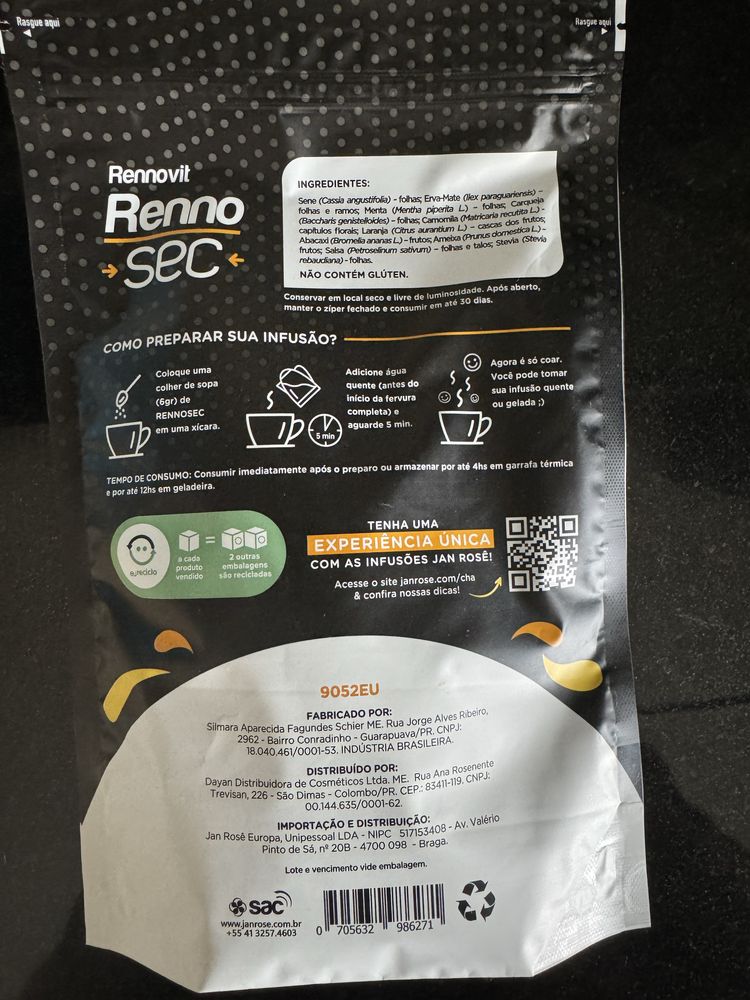 Rasgue aqui
Rasgue aqui
Rennovit
Renno
sec
INGREDIENTES:
Sene (Cassia angustifolia) - folhas; Erva-Mate (Ilex paraguariensis) –
folhas e ramos; Menta (Mentha piperita L.) – folhas; Carqueja
(Baccharis genistelloides) - folhas; Camomila (Matricaria recutita L.) -
capítulos florais; Laranja (Citrus aurantium L.) – cascas dos frutos;
Abacaxi (Bromelia ananas L.) – frutos; Ameixa (Prunus domestica L.) –
frutos; Salsa (Petroselinum sativum) – folhas e talos; Stevia (Stevia
rebaudiana) - folhas.
NÃO CONTÉM GLÚTEN.
Conservar em local seco e livre de luminosidade. Após aberto,
manter o zíper fechado e consumir em até 30 dias.
COMO PREPARAR SUA INFUSÃO?
Coloque uma
colher de sopa
(6gr) de
RENNOSEC
em uma xícara.
Adicione água
quente (antes do
início da fervura
completa) e
aguarde 5 min.
5 min
Agora é só coar.
Você pode tomar
sua infusão quente
ou gelada ;)
TEMPO DE CONSUMO: Consumir imediatamente após o preparo ou armazenar por até 4hs em garrafa térmica
e por até 12hs em geladeira.
eureciclo
a cada
produto
vendido
=
2 outras
embalagens
são recicladas
TENHA UMA
EXPERIÊNCIA ÚNICA
COM AS INFUSÕES JAN ROSÊ!
Acesse o site janrose.com/cha
& confira nossas dicas!
9052EU
FABRICADO POR:
Silmara Aparecida Fagundes Schier ME. Rua Jorge Alves Ribeiro,
2962 - Bairro Conradinho - Guarapuava/PR. CNPJ:
18.040.461/0001-53. INDÚSTRIA BRASILEIRA.
DISTRIBUÍDO POR:
Dayan Distribuidora de Cosméticos Ltda. ME. Rua Ana Rosenente
Trevisan, 226 - São Dimas - Colombo/PR. CEP.: 83411-119. CNPJ:
00.144.635/0001-62.
IMPORTAÇÃO E DISTRIBUIÇÃO:
Jan Rosê Europa, Unipessoal LDA - NIPC 517153408 - Av. Valério
Pinto de Sá, nº 20B - 4700 098 - Braga.
Lote e vencimento vide embalagem.
sac
www.janrose.com.br
+55 41 3257.4603
0 705632 986271